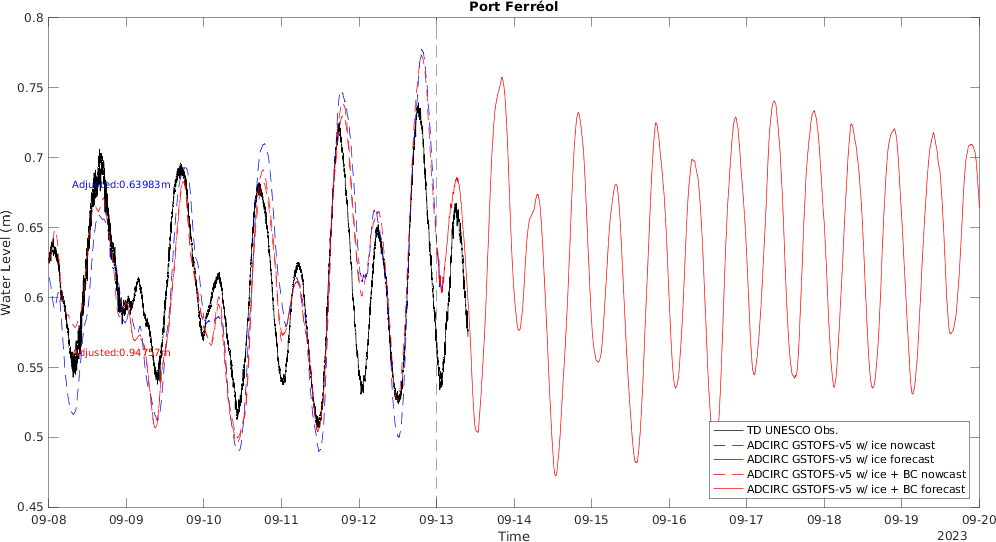 Port Ferréol
0.8
0.75
0.7
0.65
0.6
0.55
0.5
0.45
Water Level (m)
Adjusted:0.63983m
Adjusted:0.94757m
TD UNESCO Obs.
ADCIRC GSTOFS-v5 w/ ice nowcast
ADCIRC GSTOFS-v5 w/ ice forecast
ADCIRC GSTOFS-v5 w/ ice + BC nowcast
ADCIRC GSTOFS-v5 w/ ice + BC forecast
09-08 09-09 09-10 09-11 09-12 09-13 09-14 09-15 09-16 09-17 09-18 09-19 09-20
Time
2023